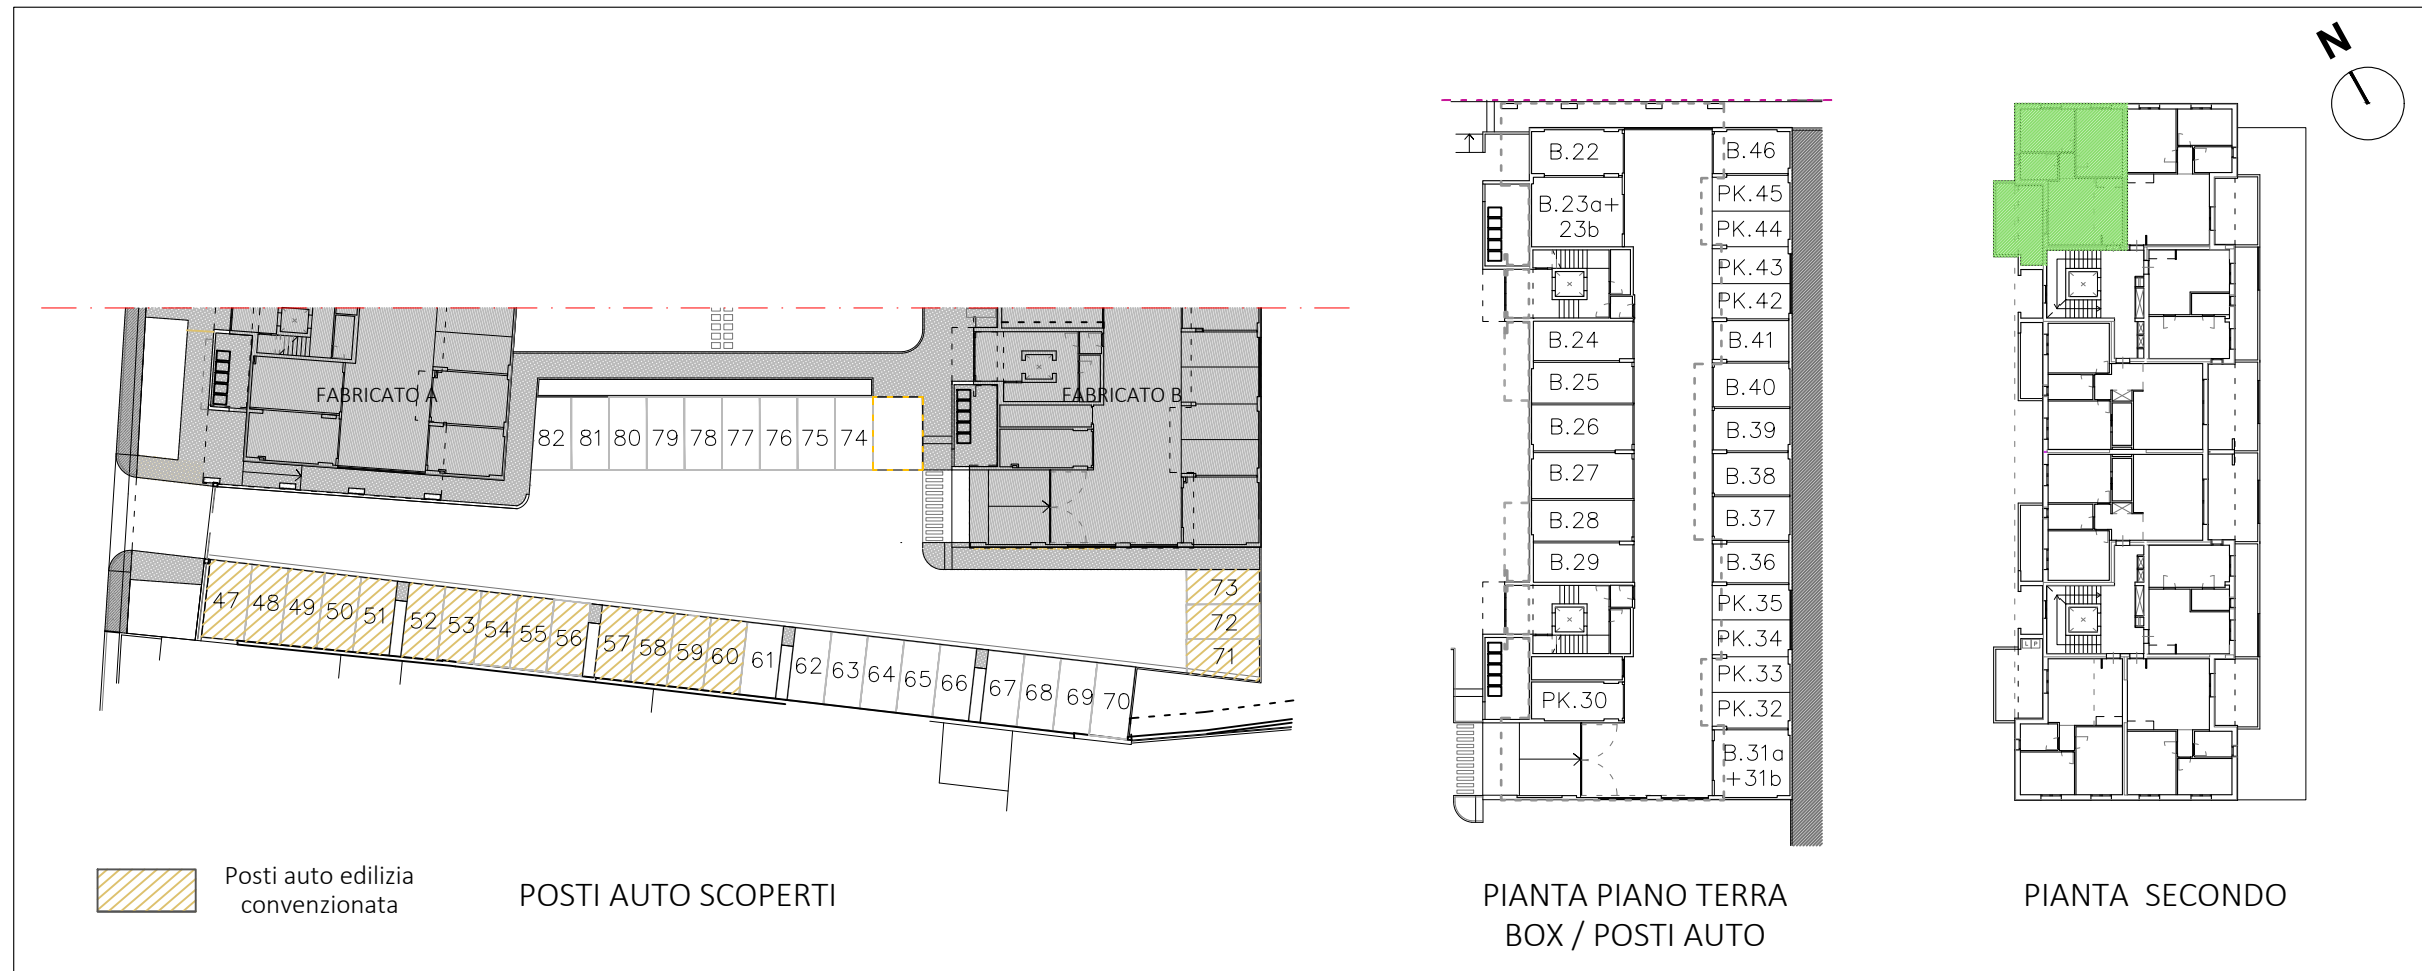 N
FABRICATO A
FABRICATO B
82 81 80 79 78 77 76 75 74
47 48 49 50 51 52 53 54 55 56 57 58 59 60 61 62 63 64 65 66 67 68 69 70
73
72
71
Posti auto edilizia
convenzionata
POSTI AUTO SCOPERTI
B.22
B.23a+
23b
B.24
B.25
B.26
B.27
B.28
B.29
PK.30
B.46
PK.45
PK.44
PK.43
PK.42
B.41
B.40
B.39
B.38
B.37
B.36
PK.35
PK.34
PK.33
PK.32
B.31a
+31b
PIANTA PIANO TERRA
BOX / POSTI AUTO
PIANTA SECONDO